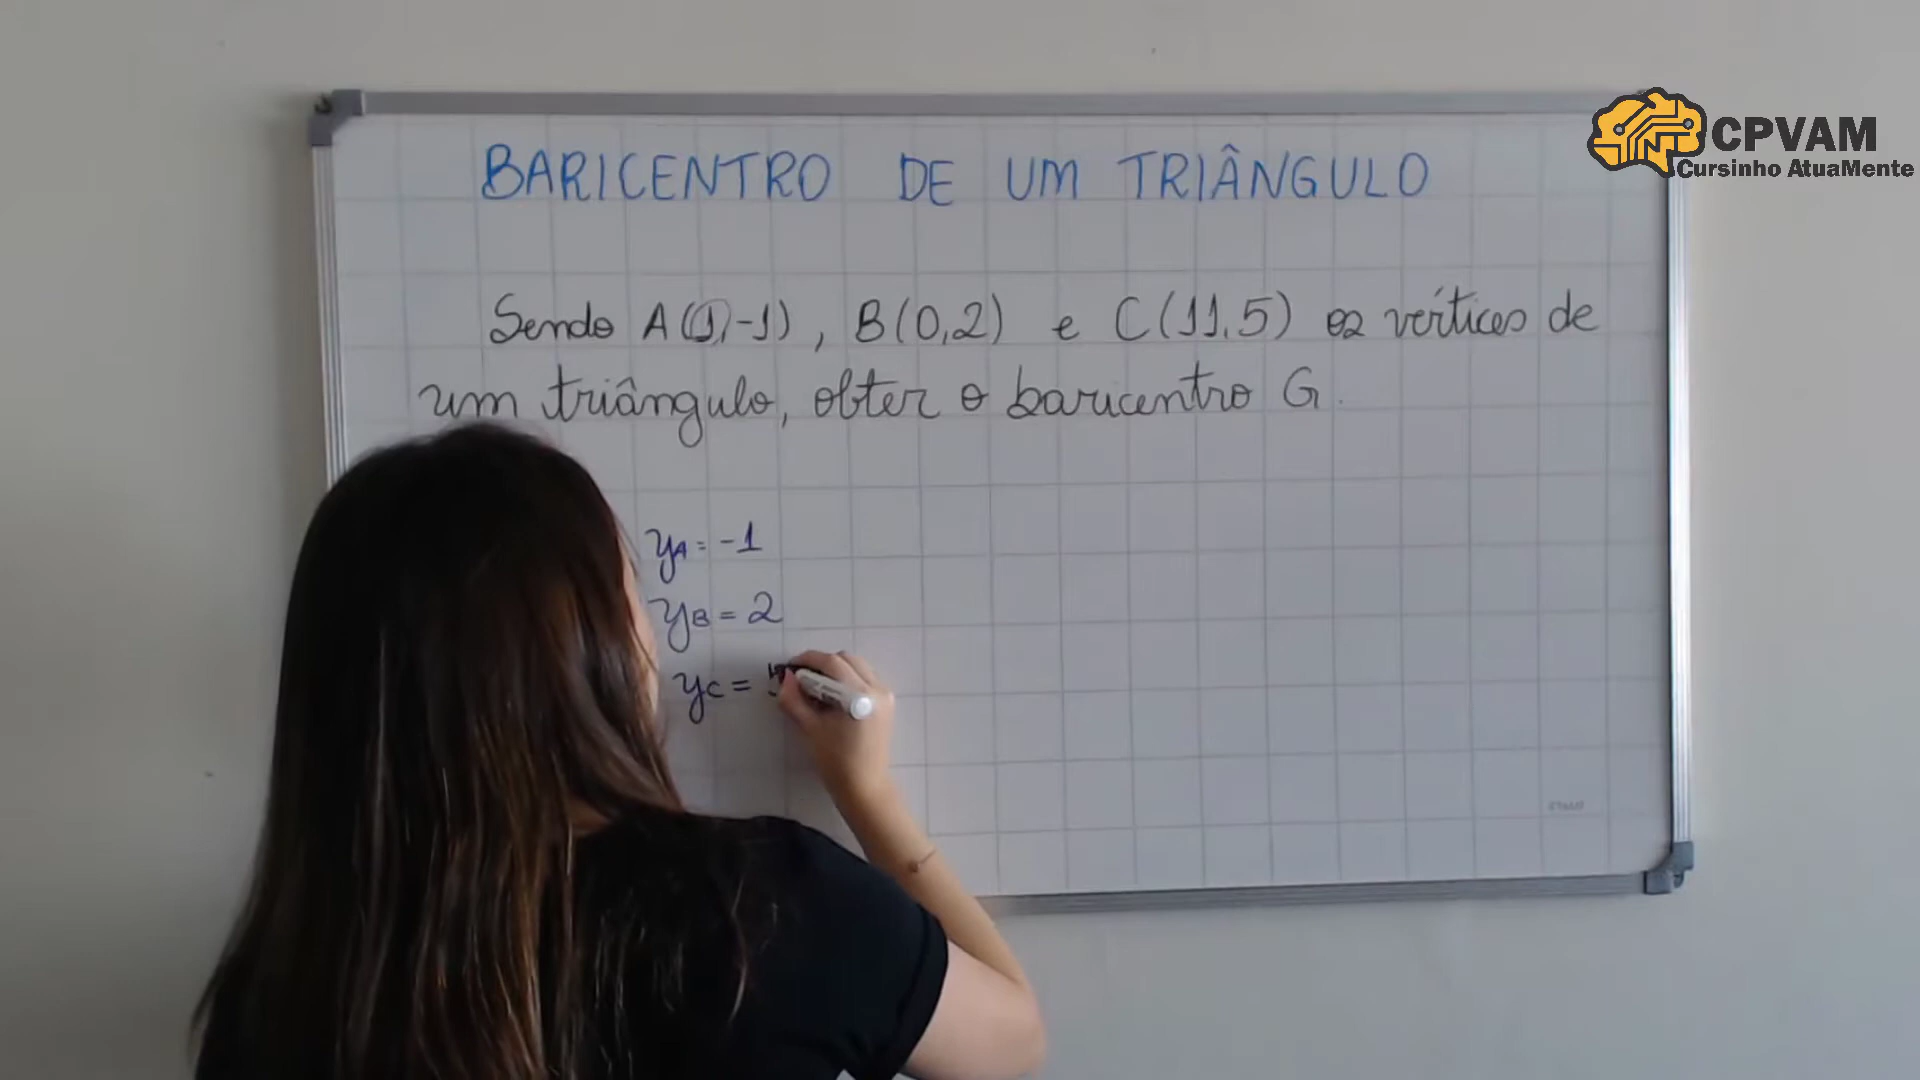 CPVAM
Cursinho AtuaMente
BARICENTRO DE UM TRIÂNGULO
Sendo A(1,-1), B(0,2) e C(11,5) os vértices de
um triângulo, obter o baricentro G.
yA = -1
yB = 2
yC = 5